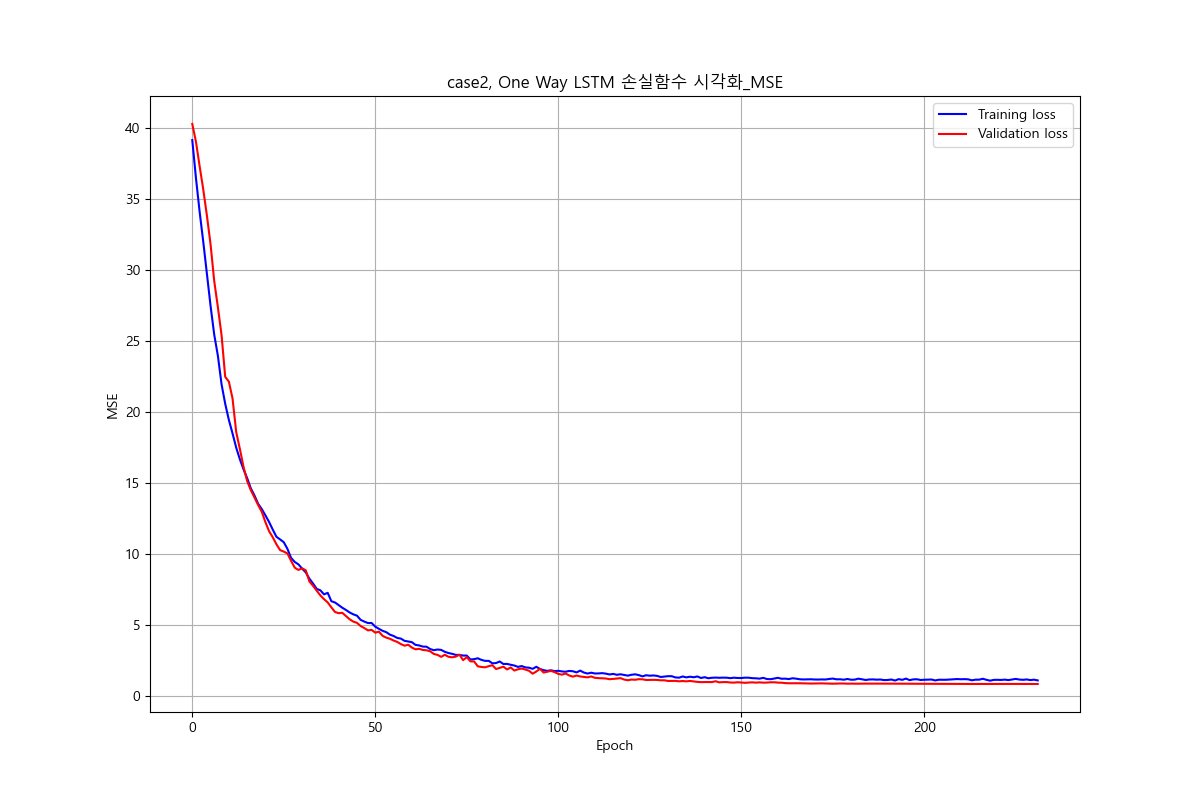 case2, One Way LSTM 손실함수 시각화_MSE
Training loss
Validation loss
MSE
40
35
30
25
20
15
10
5
0
0 50 100 150 200
Epoch